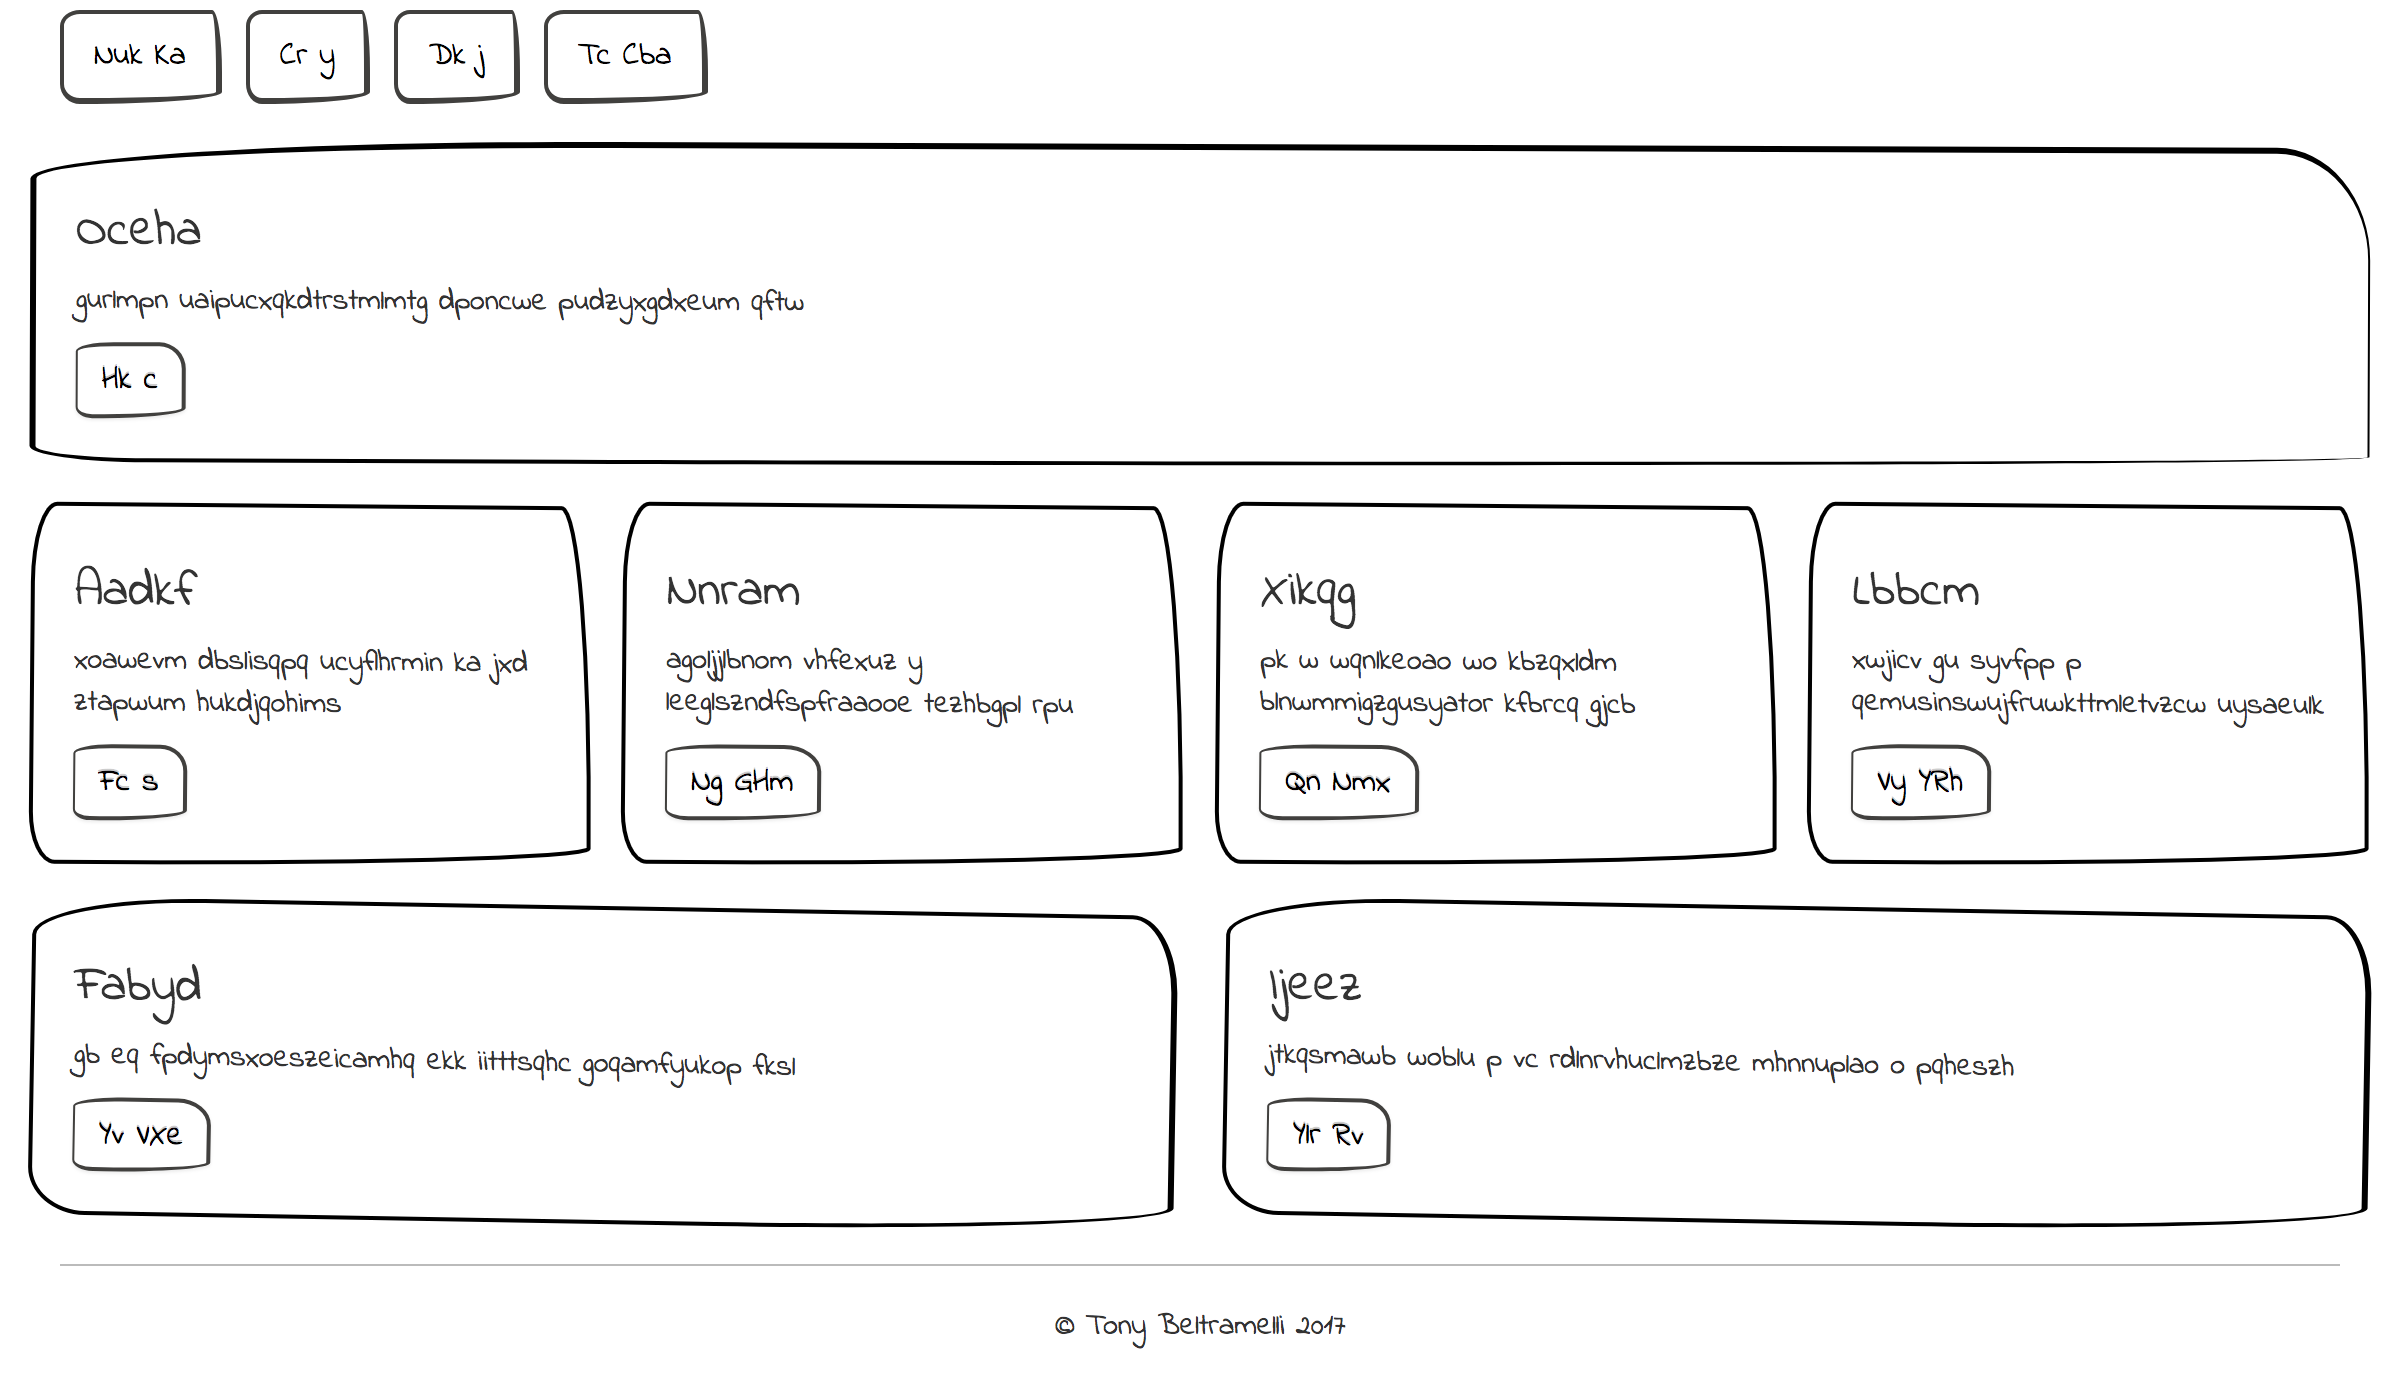 Nuk Ka
Cr y
Dk j
Tc Cba
Oceha
gurlmpn uaipucxqkdtrstmlmtg dponcwe pudzyxgdxeum qftw
Hk c
Aadkf
xoawevm dbslisqpq ucyflhrmin ka jxd
ztapwum hukdjqohims
Fc s
Nnram
agoljjlbnom vhfexuz y
leeglszndfspfraaooe tezhbgpl rpu
Ng GHm
Xikqg
pk w wqnlkeoao wo kbzqxldm
blnwmmigzgusyator kfbrcq gjcb
Qn Nmx
Lbbcm
xwjicv gu syvfpp p
qemusinswujfruwkttmletvzcw uysaeulk
Vy YRh
Fabyd
gb eq fpdymsxoeszeicamhq ekk iitttsqhc goqamfyukop fksl
Yv VXe
Ijeez
jtkqsmawb woblu p vc rdlnrvhuclmzbze mhnnuplao o pqheszh
Ylr Rv
© Tony Beltramelli 2017